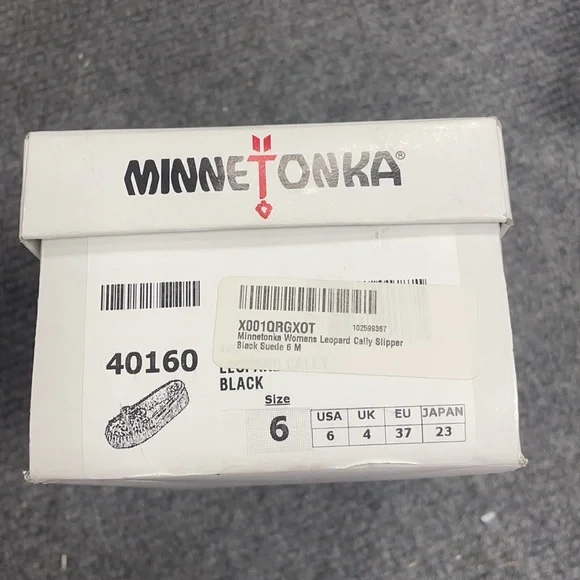 MINNETONKA®
X001QRGXOT 102599387
Minnetonka Womens Leopard Cally Slipper
Black Suede 6 M
40160
BLACK
Size
6
USA UK EU JAPAN
6 4 37 23